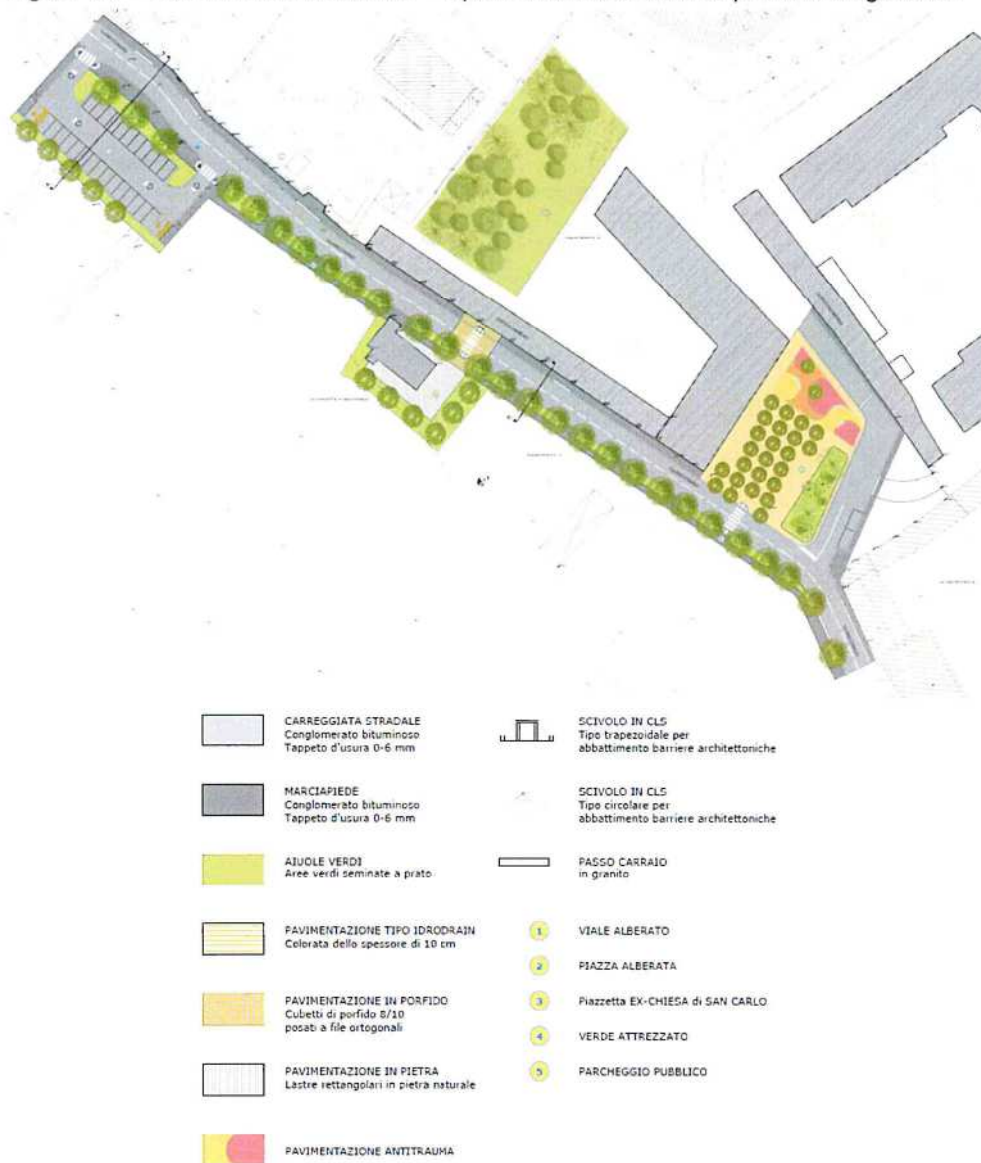 CARREGGIATA STRADALE
Conglomerato bituminoso
Tappeto d'usura 0-6 mm
MARCIAPIEDE
Conglomerato bituminoso
Tappeto d'usura 0-6 mm
AIUOLE VERDI
Aree verdi seminate a prato
PAVIMENTAZIONE TIPO IDRODRAIN
Colorata dello spessore di 10 cm
PAVIMENTAZIONE IN PORFIDO
Cubetti di porfido 8/10
posati a file ortogonali
PAVIMENTAZIONE IN PIETRA
Lastre rettangolari in pietra naturale
PAVIMENTAZIONE ANTITRAUMA
SCIVOLO IN CLS
Tipo trapezoidale per
abbattimento barriere architettoniche
SCIVOLO IN CLS
Tipo circolare per
abbattimento barriere architettoniche
PASSO CARRAIO
in granito
1 VIALE ALBERATO
2 PIAZZA ALBERATA
3 Piazzetta EX-CHIESA di SAN CARLO
4 VERDE ATTREZZATO
5 PARCHEGGIO PUBBLICO